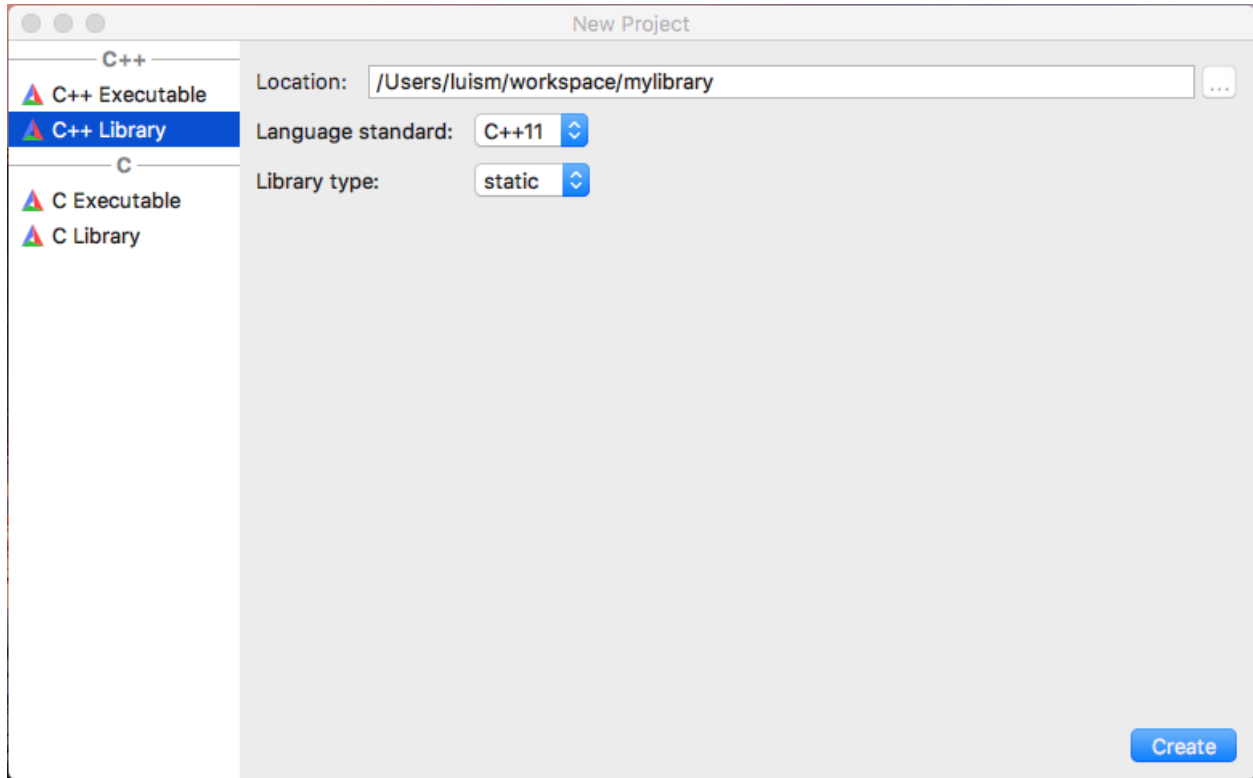 New Project
C++
C++ Executable
C++ Library
C
C Executable
C Library
Location: /Users/luism/workspace/mylibrary ...
Language standard: C++11
Library type: static
Create